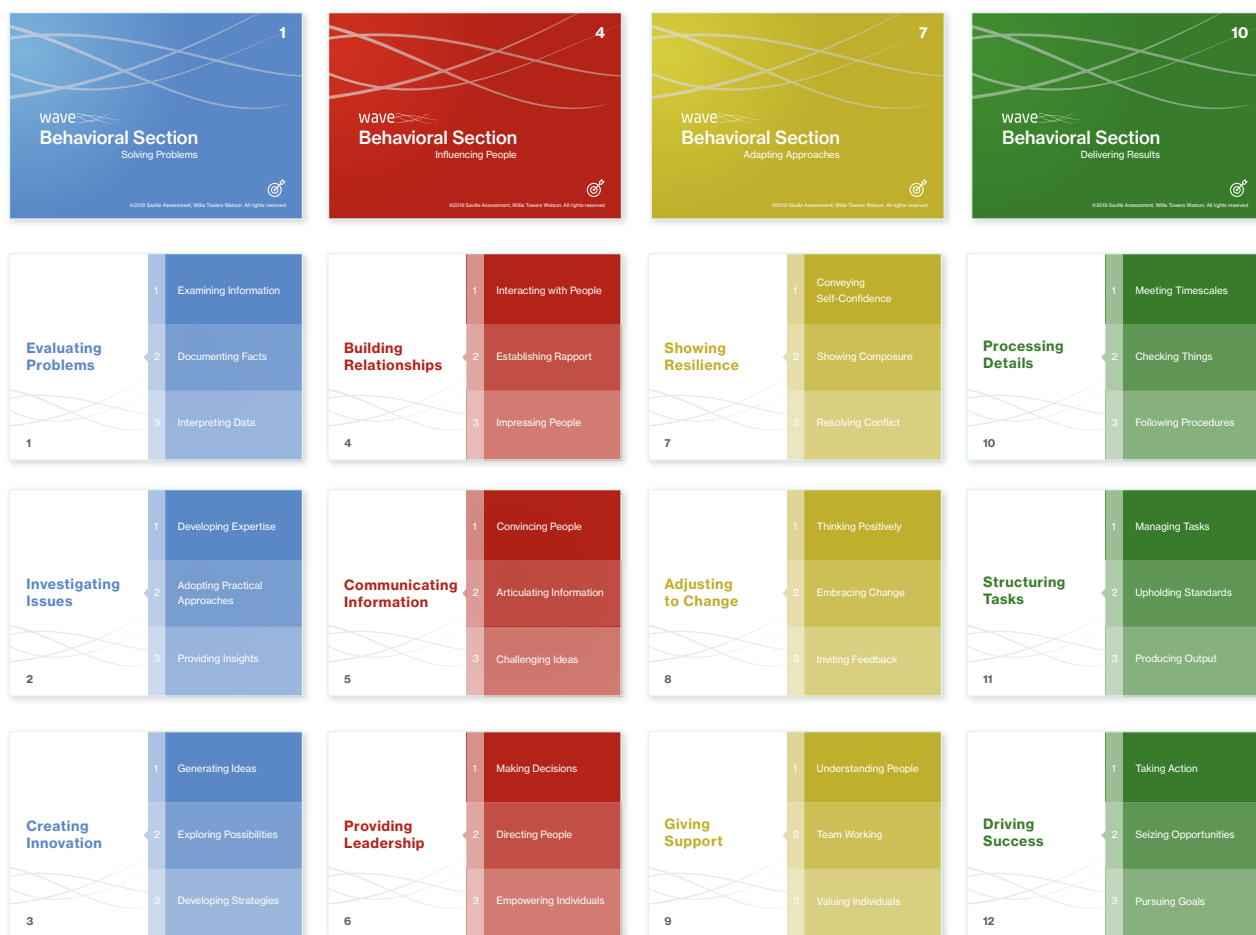 1
wave
Behavioral Section
Solving Problems
©2019 Saville Assessment, Willis Towers Watson. All rights reserved
4
wave
Behavioral Section
Influencing People
©2019 Saville Assessment, Willis Towers Watson. All rights reserved
7
wave
Behavioral Section
Adapting Approaches
©2019 Saville Assessment, Willis Towers Watson. All rights reserved
10
wave
Behavioral Section
Delivering Results
©2019 Saville Assessment, Willis Towers Watson. All rights reserved
Evaluating
Problems
1
1 Examining Information
2 Documenting Facts
3 Interpreting Data
Building
Relationships
4
1 Interacting with People
2 Establishing Rapport
3 Impressing People
Showing
Resilience
7
1 Conveying
Self-Confidence
2 Showing Composure
3 Resolving Conflict
Processing
Details
10
1 Meeting Timescales
2 Checking Things
3 Following Procedures
Investigating
Issues
2
1 Developing Expertise
2 Adopting Practical
Approaches
3 Providing Insights
Communicating
Information
5
1 Convincing People
2 Articulating Information
3 Challenging Ideas
Adjusting
to Change
8
1 Thinking Positively
2 Embracing Change
3 Inviting Feedback
Structuring
Tasks
11
1 Managing Tasks
2 Upholding Standards
3 Producing Output
Creating
Innovation
3
1 Generating Ideas
2 Exploring Possibilities
3 Developing Strategies
Providing
Leadership
6
1 Making Decisions
2 Directing People
3 Empowering Individuals
Giving
Support
9
1 Understanding People
2 Team Working
3 Valuing Individuals
Driving
Success
12
1 Taking Action
2 Seizing Opportunities
3 Pursuing Goals